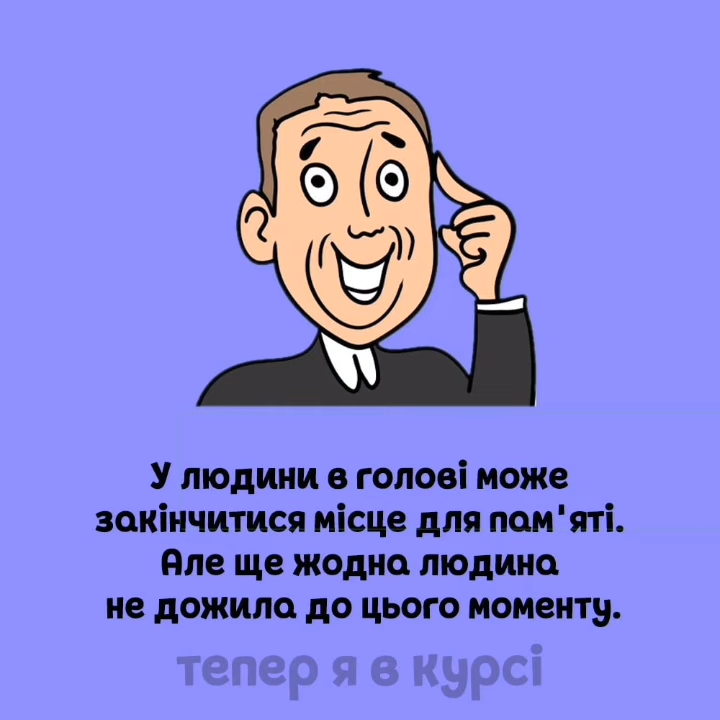 У людини в голові може
закінчитися місце для пам'яті.
Але ще жодна людина
не дожила до цього моменту.
тепер я в курсі